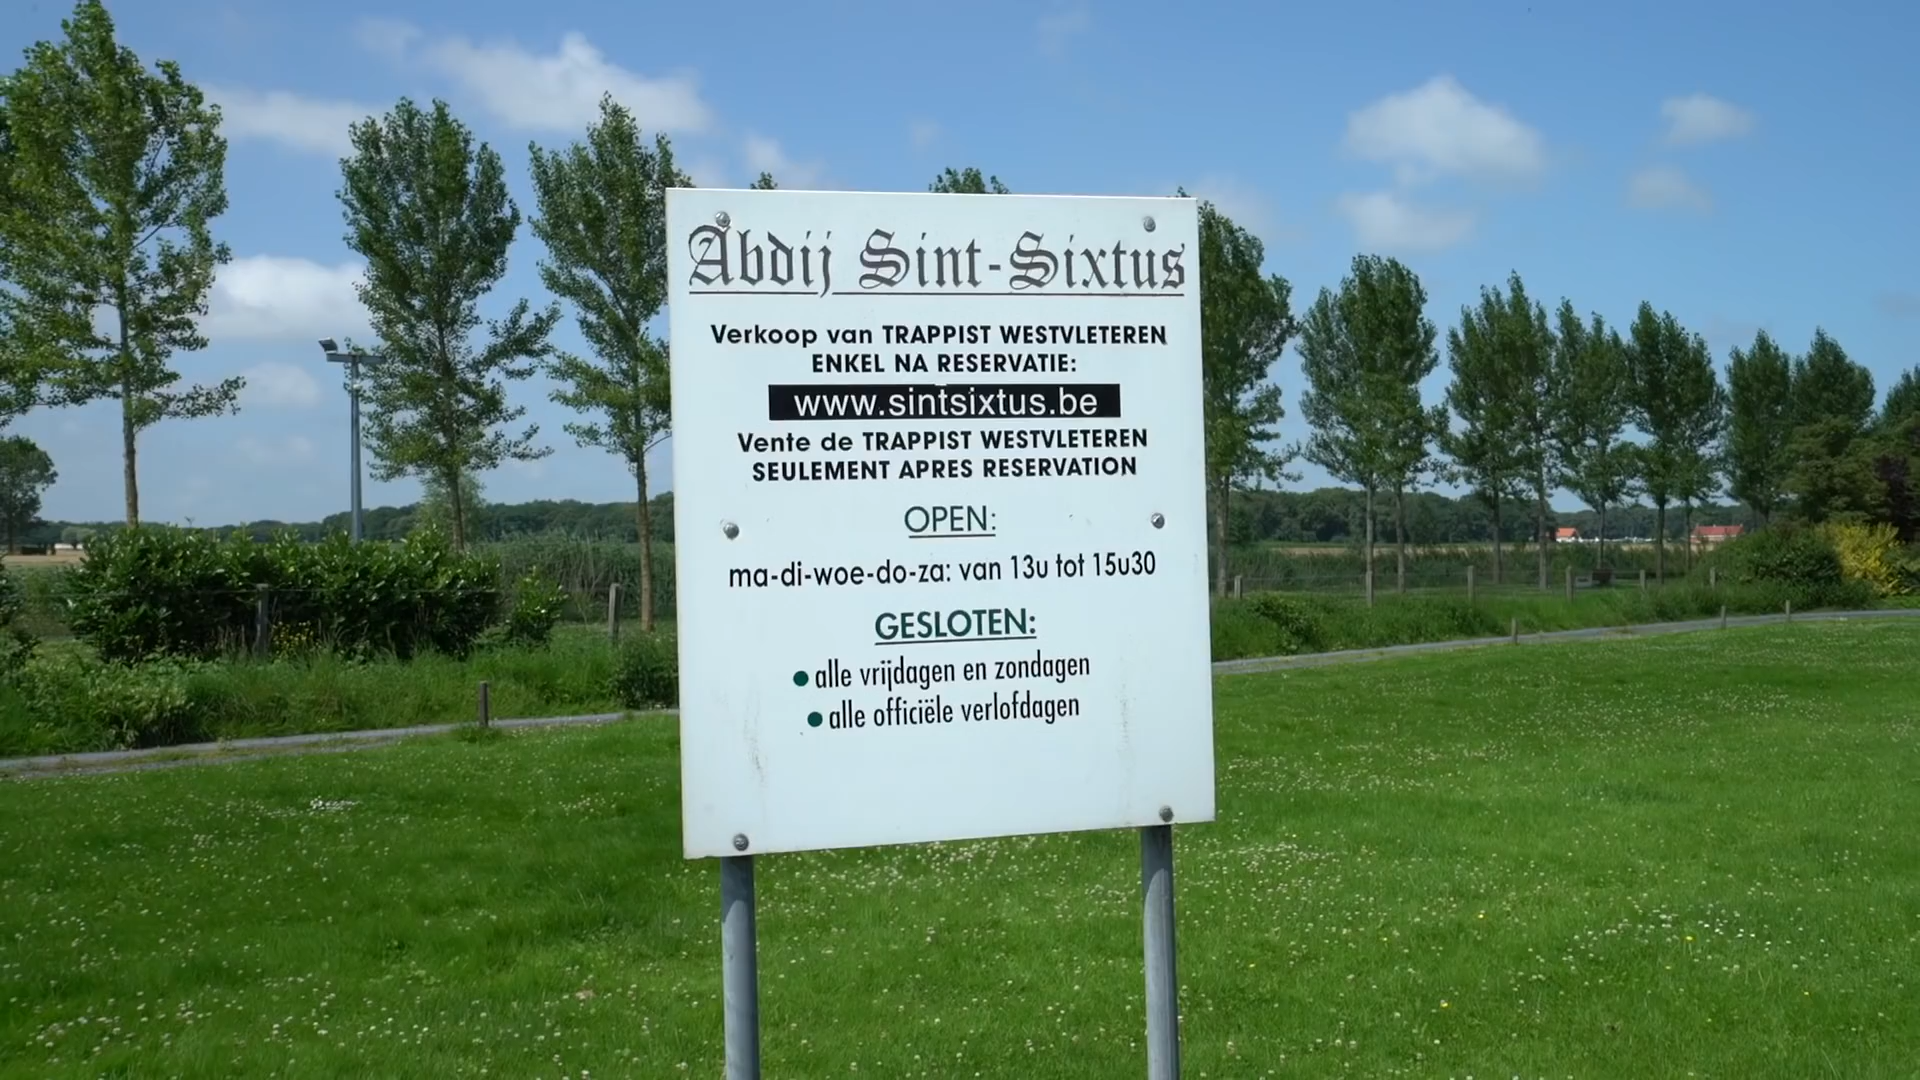 Abdij Sint-Sixtus
Verkoop van TRAPPIST WESTVLETEREN
ENKEL NA RESERVATIE:
www.sintsixtus.be
Vente de TRAPPIST WESTVLETEREN
SEULEMENT APRES RESERVATION
OPEN:
ma-di-woe-do-za: van 13u tot 15u30
GESLOTEN:
● alle vrijdagen en zondagen
● alle officiële verlofdagen